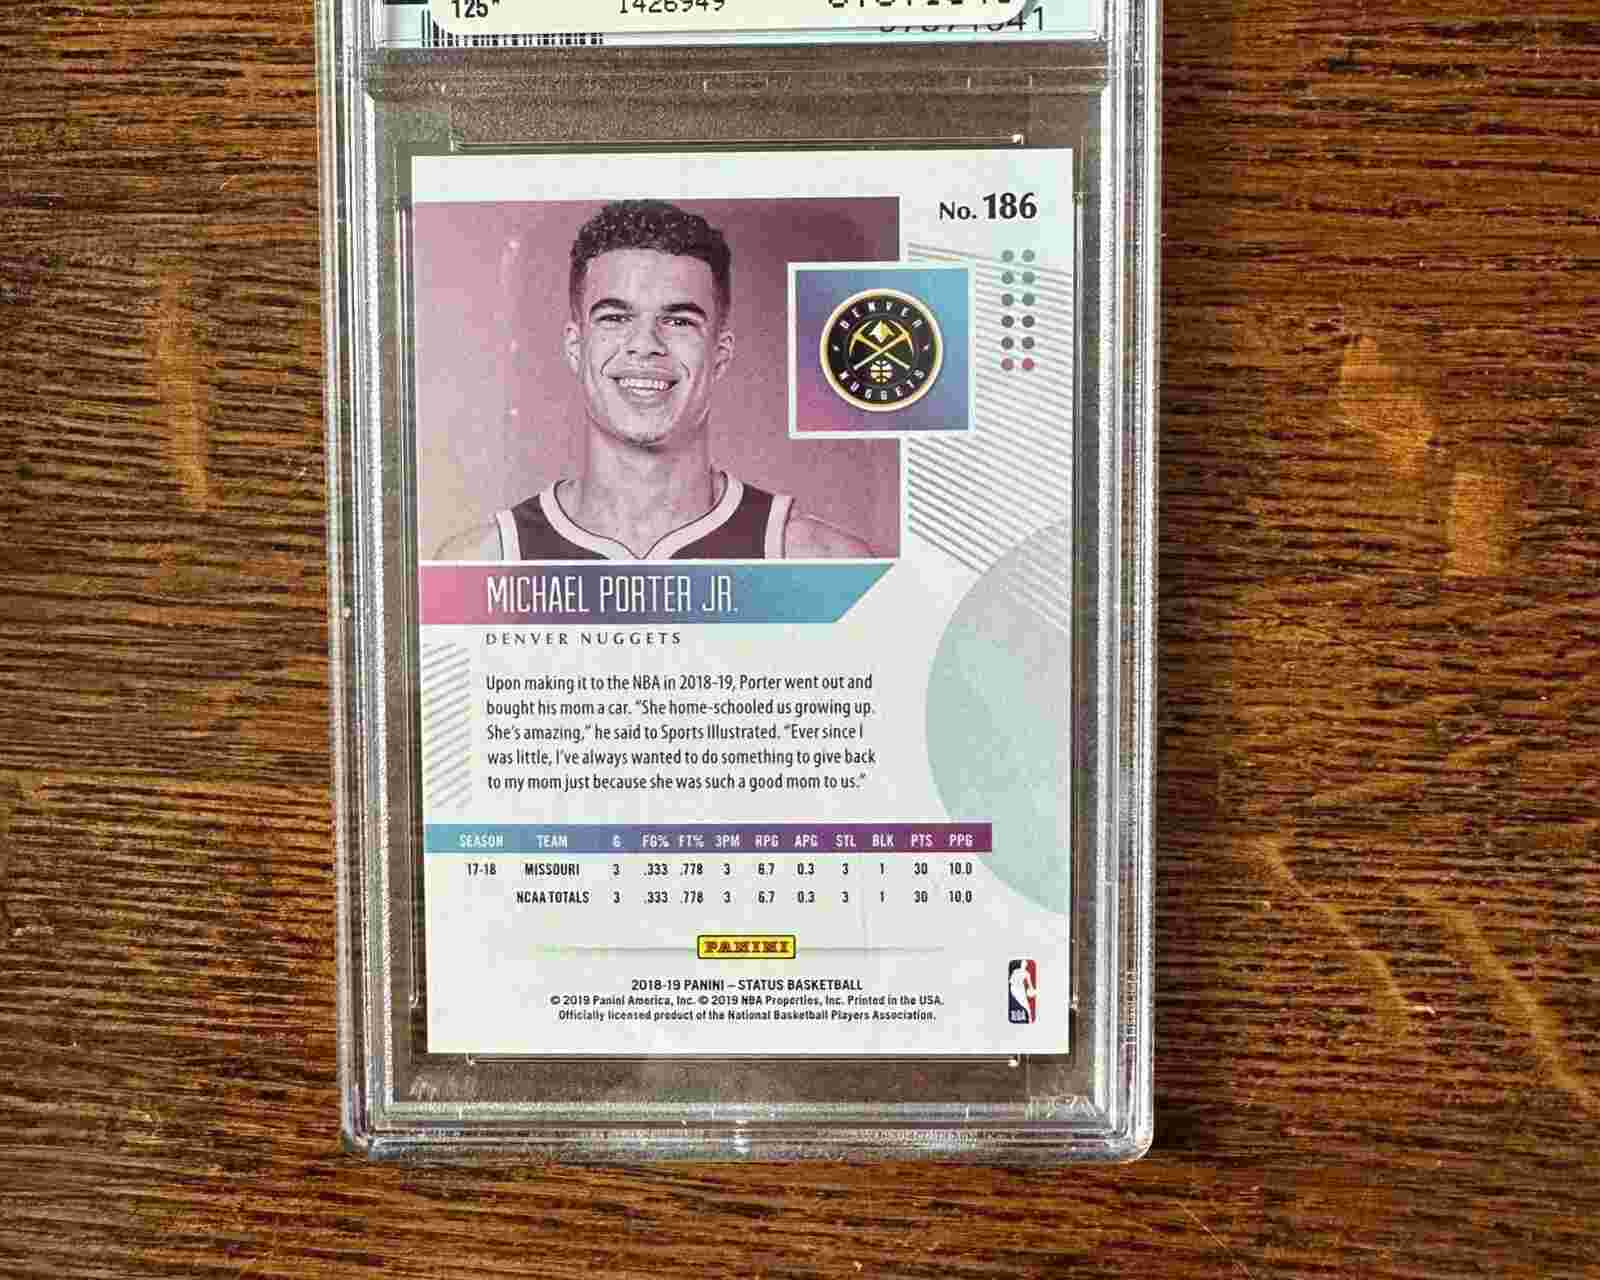 125"
1426949
No. 186
DENVER
NUGGETS
MICHAEL PORTER JR.
DENVER NUGGETS
Upon making it to the NBA in 2018-19, Porter went out and
bought his mom a car. “She home-schooled us growing up.
She's amazing,” he said to Sports Illustrated. “Ever since I
was little, I've always wanted to do something to give back
to my mom just because she was such a good mom to us.”
SEASON TEAM G FG% FT% 3PM RPG APG STL BLK PTS PPG
17-18 MISSOURI 3 .333 .778 3 6.7 0.3 3 1 30 10.0
NCAA TOTALS 3 .333 .778 3 6.7 0.3 3 1 30 10.0
PANINI
2018-19 PANINI – STATUS BASKETBALL
© 2019 Panini America, Inc. © 2019 NBA Properties, Inc. Printed in the USA.
Officially licensed product of the National Basketball Players Association.
NBA